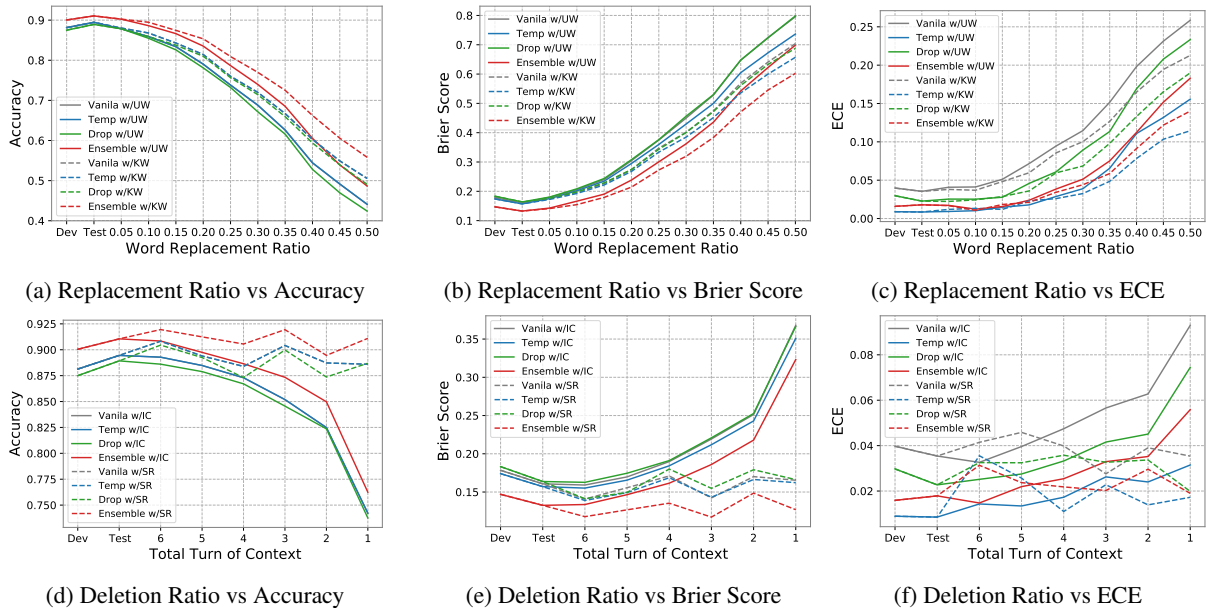 Accuracy
0.9
0.8
0.7
0.6
0.5
0.4
Vanila w/UW
Temp w/UW
Drop w/UW
Ensemble w/UW
Vanila w/KW
Temp w/KW
Drop w/KW
Ensemble w/KW
Dev Test 0.05 0.10 0.15 0.20 0.25 0.30 0.35 0.40 0.45 0.50
Word Replacement Ratio
(a) Replacement Ratio vs Accuracy
Brier Score
0.8
0.7
0.6
0.5
0.4
0.3
0.2
0.1
Vanila w/UW
Temp w/UW
Drop w/UW
Ensemble w/UW
Vanila w/KW
Temp w/KW
Drop w/KW
Ensemble w/KW
Dev Test 0.05 0.10 0.15 0.20 0.25 0.30 0.35 0.40 0.45 0.50
Word Replacement Ratio
(b) Replacement Ratio vs Brier Score
ECE
0.25
0.20
0.15
0.10
0.05
0.00
Vanila w/UW
Temp w/UW
Drop w/UW
Ensemble w/UW
Vanila w/KW
Temp w/KW
Drop w/KW
Ensemble w/KW
Dev Test 0.05 0.10 0.15 0.20 0.25 0.30 0.35 0.40 0.45 0.50
Word Replacement Ratio
(c) Replacement Ratio vs ECE
Accuracy
0.925
0.900
0.875
0.850
0.825
0.800
0.775
0.750
Vanila w/IC
Temp w/IC
Drop w/IC
Ensemble w/IC
Vanila w/SR
Temp w/SR
Drop w/SR
Ensemble w/SR
Dev Test 6 5 4 3 2 1
Total Turn of Context
(d) Deletion Ratio vs Accuracy
Brier Score
0.35
0.30
0.25
0.20
0.15
Vanila w/IC
Temp w/IC
Drop w/IC
Ensemble w/IC
Vanila w/SR
Temp w/SR
Drop w/SR
Ensemble w/SR
Dev Test 6 5 4 3 2 1
Total Turn of Context
(e) Deletion Ratio vs Brier Score
ECE
0.08
0.06
0.04
0.02
Vanila w/IC
Temp w/IC
Drop w/IC
Ensemble w/IC
Vanila w/SR
Temp w/SR
Drop w/SR
Ensemble w/SR
Dev Test 6 5 4 3 2 1
Total Turn of Context
(f) Deletion Ratio vs ECE